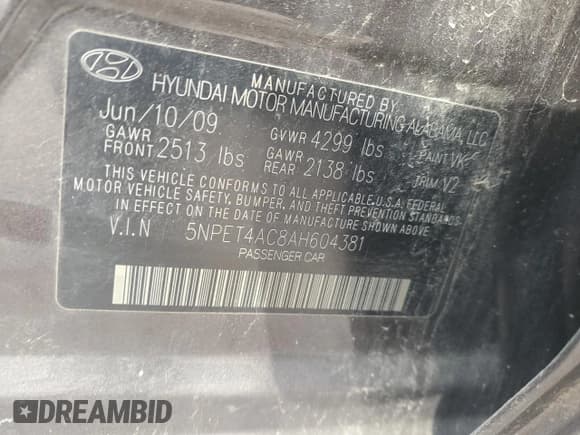 MANUFACTURED BY
HYUNDAI MOTOR MANUFACTURING ALABAMA, LLC
Jun/10/09 GVWR 4299 lbs PAINT VK
GAWR FRONT 2513 lbs GAWR REAR 2138 lbs TRIM V2
THIS VEHICLE CONFORMS TO ALL APPLICABLE U.S.A. FEDERAL
MOTOR VEHICLE SAFETY, BUMPER, AND THEFT PREVENTION STANDARDS
IN EFFECT ON THE DATE OF MANUFACTURE SHOWN ABOVE
V.I.N 5NPET4AC8AH604381
PASSENGER CAR
DREAMBID